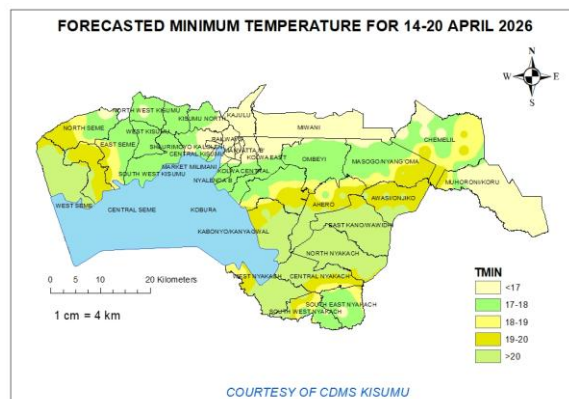 FORECASTED MINIMUM TEMPERATURE FOR 14-20 APRIL 2026
N
W E
S
NORTH WEST KISUMU
KAJULU
KISUMU NORTH
NORTH SEME
WEST KISUMU
MIWANI
CHEMELIL
EAST SEME
CENTRAL KISUMU
KOLWA EAST
OMBEYI
MASOGO/NYANG OMA
MARKET MILIMANI
SOUTH WEST KISUMU
KOLWA CENTRAL
MUHORONI/KORU
NYALENDA B
WEST SEME
CENTRAL SEME
KOBURA
AHERO
AWASI/ONJIKO
KABONYO/KANYAGWAL
EAST KANO/WAWIDHI
NORTH NYAKACH
WEST NYAKACH
CENTRAL NYAKACH
SOUTH EAST NYAKACH
SOUTH WEST NYAKACH
0 5 10 20 Kilometers
1 cm = 4 km
TMIN
<17
17-18
18-19
19-20
>20
COURTESY OF CDMS KISUMU